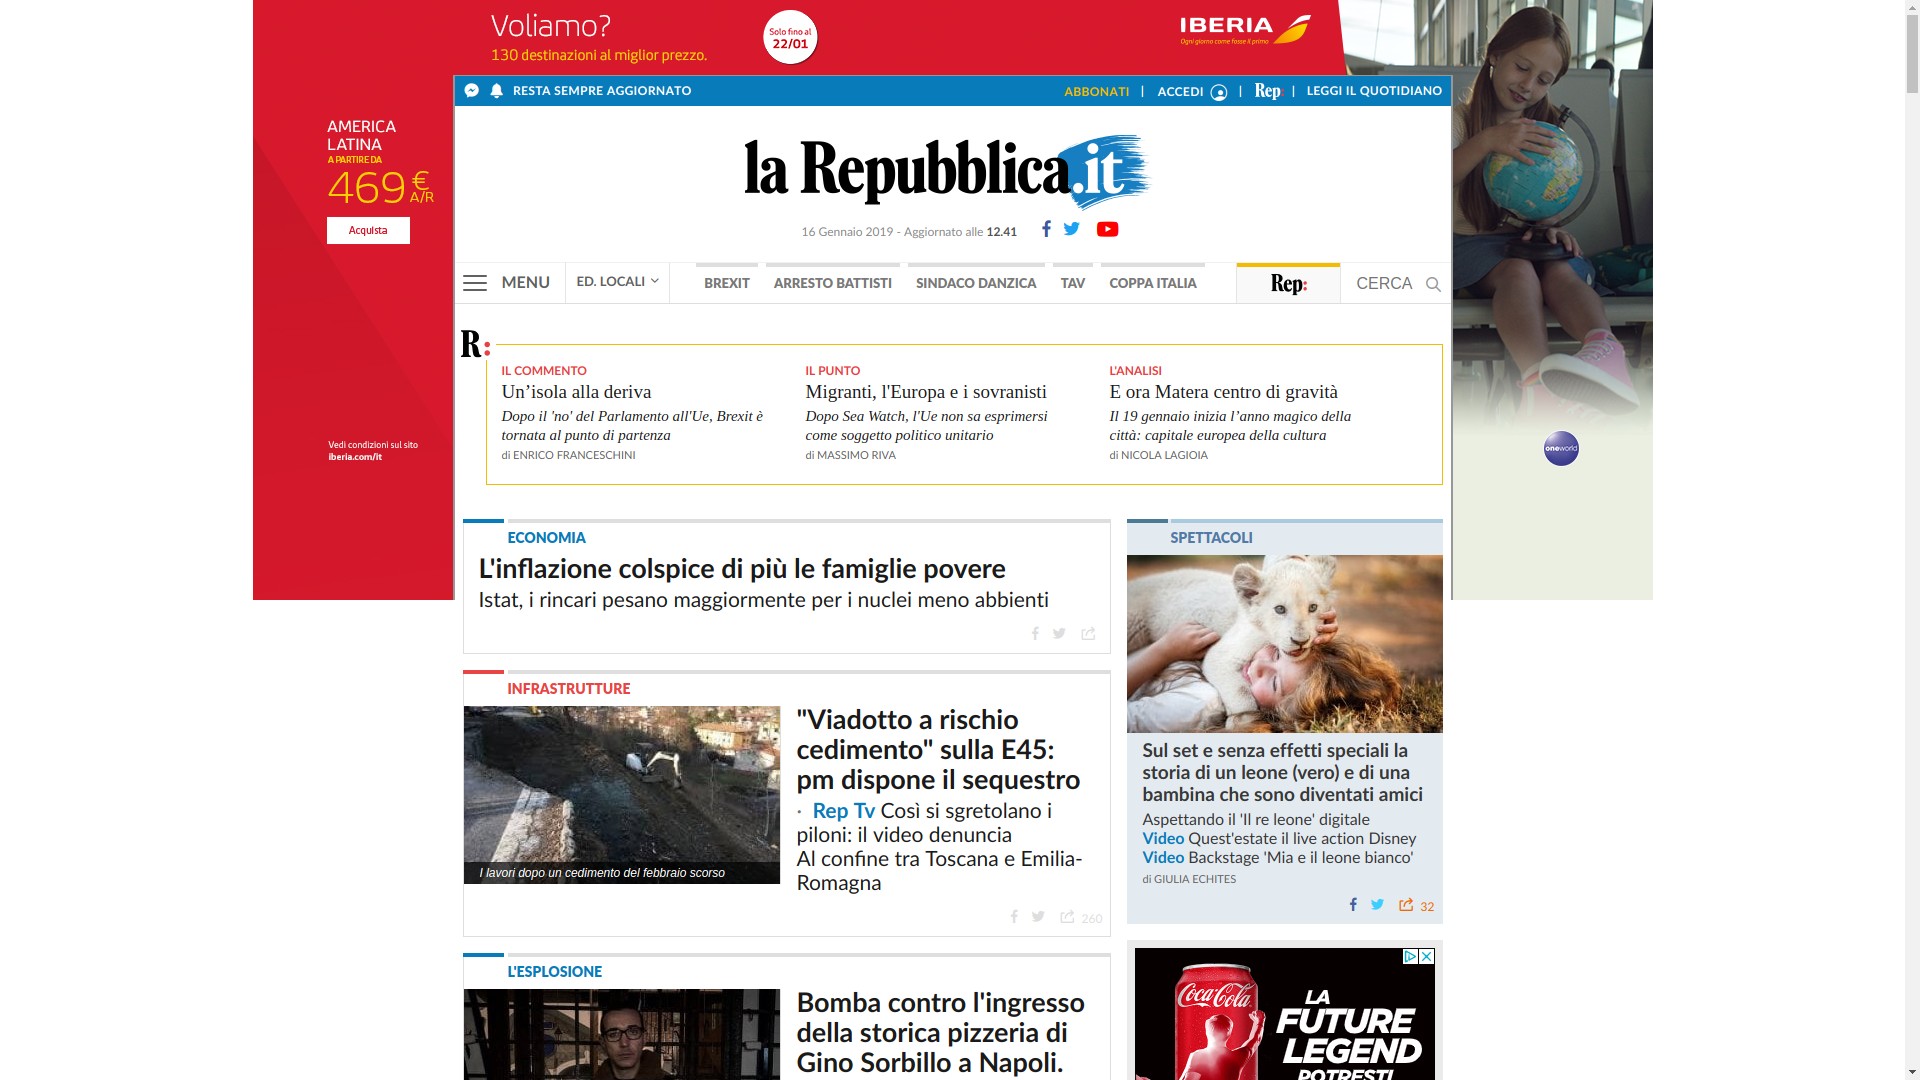 Voliamo?
130 destinazioni al miglior prezzo.
Solo fino al
22/01
IBERIA
Ogni giorno come fosse il primo
AMERICA
LATINA
A PARTIRE DA
469 €
A/R
Acquista
Vedi condizioni sul sito
iberia.com/it
oneworld
RESTA SEMPRE AGGIORNATO
ABBONATI | ACCEDI | Rep: | LEGGI IL QUOTIDIANO
la Repubblica.it
16 Gennaio 2019 - Aggiornato alle 12.41
MENU ED. LOCALI BREXIT ARRESTO BATTISTI SINDACO DANZICA TAV COPPA ITALIA Rep: CERCA
R:
IL COMMENTO
Un’isola alla deriva
Dopo il 'no' del Parlamento all'Ue, Brexit è
tornata al punto di partenza
di ENRICO FRANCESCHINI
IL PUNTO
Migranti, l'Europa e i sovranisti
Dopo Sea Watch, l'Ue non sa esprimersi
come soggetto politico unitario
di MASSIMO RIVA
L'ANALISI
E ora Matera centro di gravità
Il 19 gennaio inizia l’anno magico della
città: capitale europea della cultura
di NICOLA LAGIOIA
ECONOMIA
L'inflazione colspice di più le famiglie povere
Istat, i rincari pesano maggiormente per i nuclei meno abbienti
INFRASTRUTTURE
I lavori dopo un cedimento del febbraio scorso
"Viadotto a rischio
cedimento" sulla E45:
pm dispone il sequestro
· Rep Tv Così si sgretolano i
piloni: il video denuncia
Al confine tra Toscana e Emilia-
Romagna
260
L'ESPLOSIONE
Bomba contro l'ingresso
della storica pizzeria di
Gino Sorbillo a Napoli.
SPETTACOLI
Sul set e senza effetti speciali la
storia di un leone (vero) e di una
bambina che sono diventati amici
Aspettando il 'Il re leone' digitale
Video Quest'estate il live action Disney
Video Backstage 'Mia e il leone bianco'
di GIULIA ECHITES
32
Coca-Cola
LA
FUTURE
LEGEND
POTRESTI